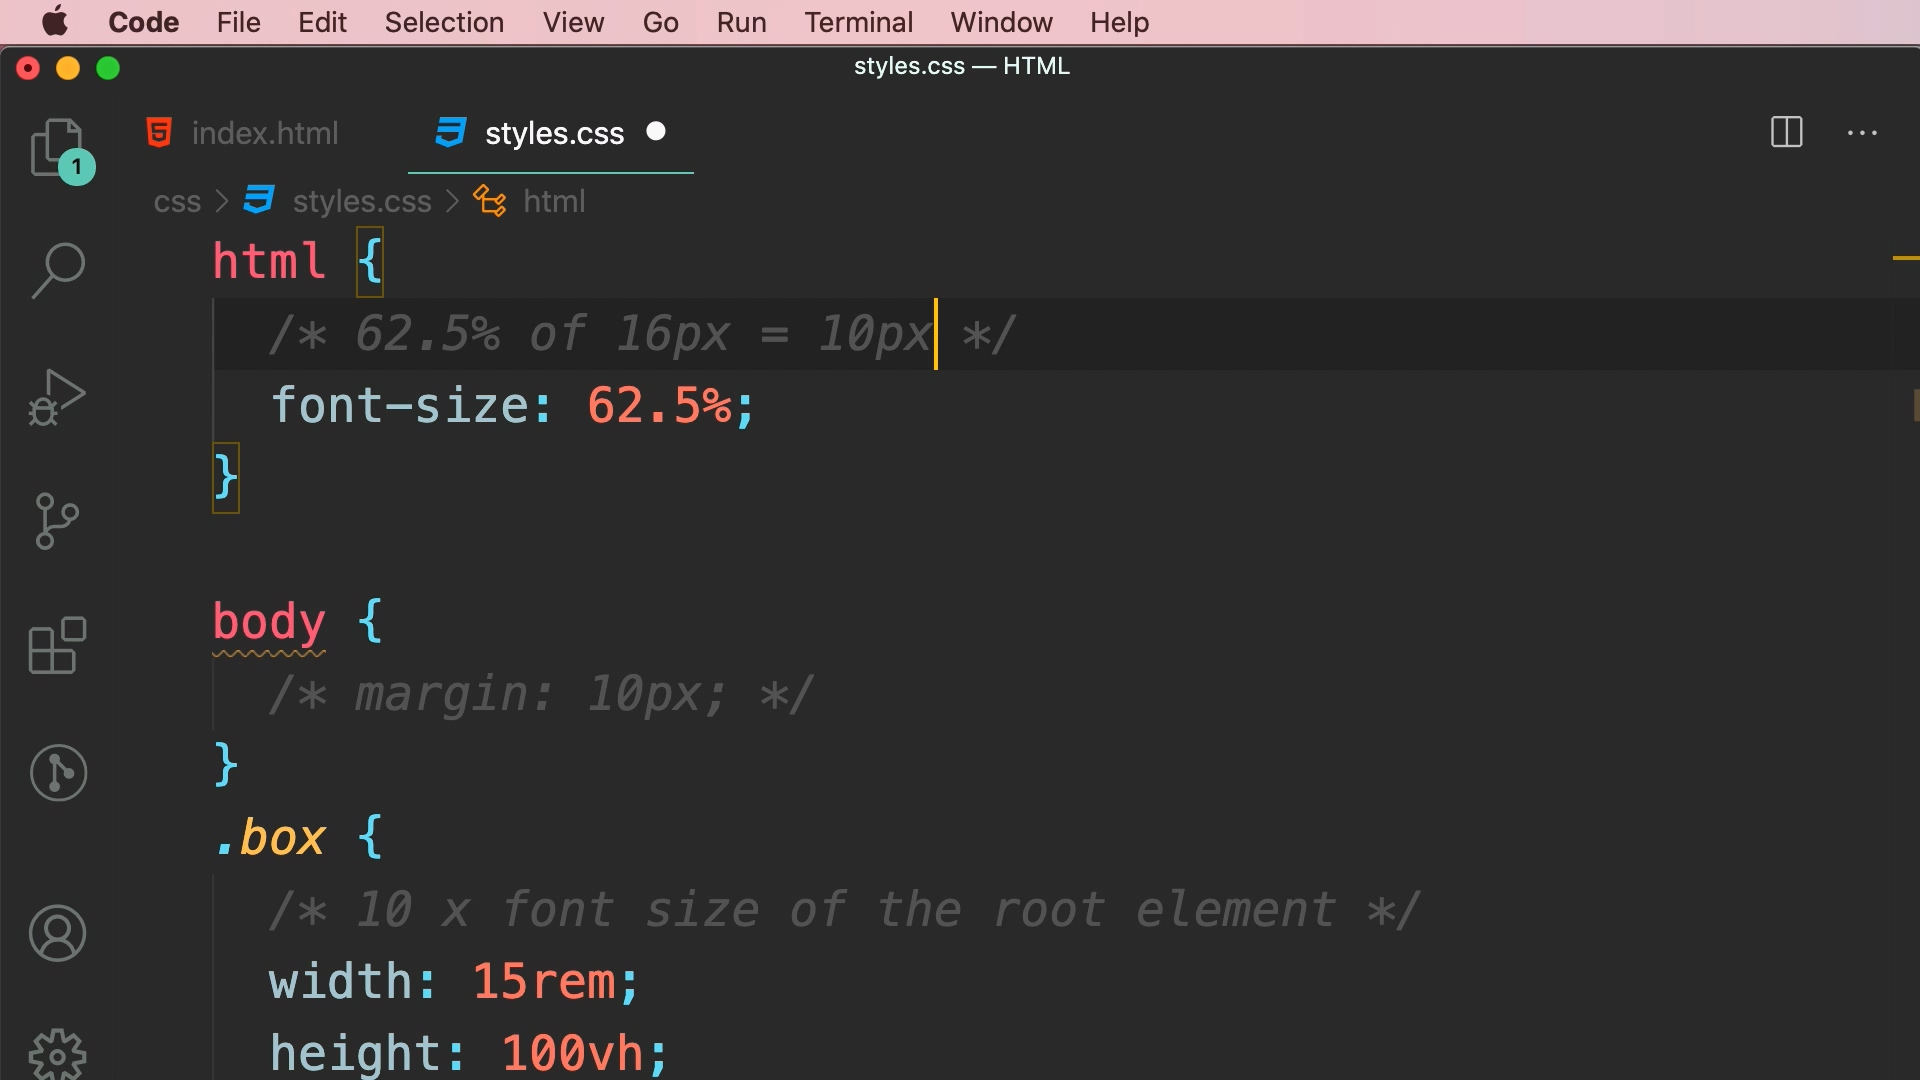 Code File Edit Selection View Go Run Terminal Window Help
styles.css — HTML
index.html styles.css
1
css > styles.css > html
html {
/* 62.5% of 16px = 10px */
font-size: 62.5%;
}
body {
/* margin: 10px; */
}
.box {
/* 10 x font size of the root element */
width: 15rem;
height: 100vh;